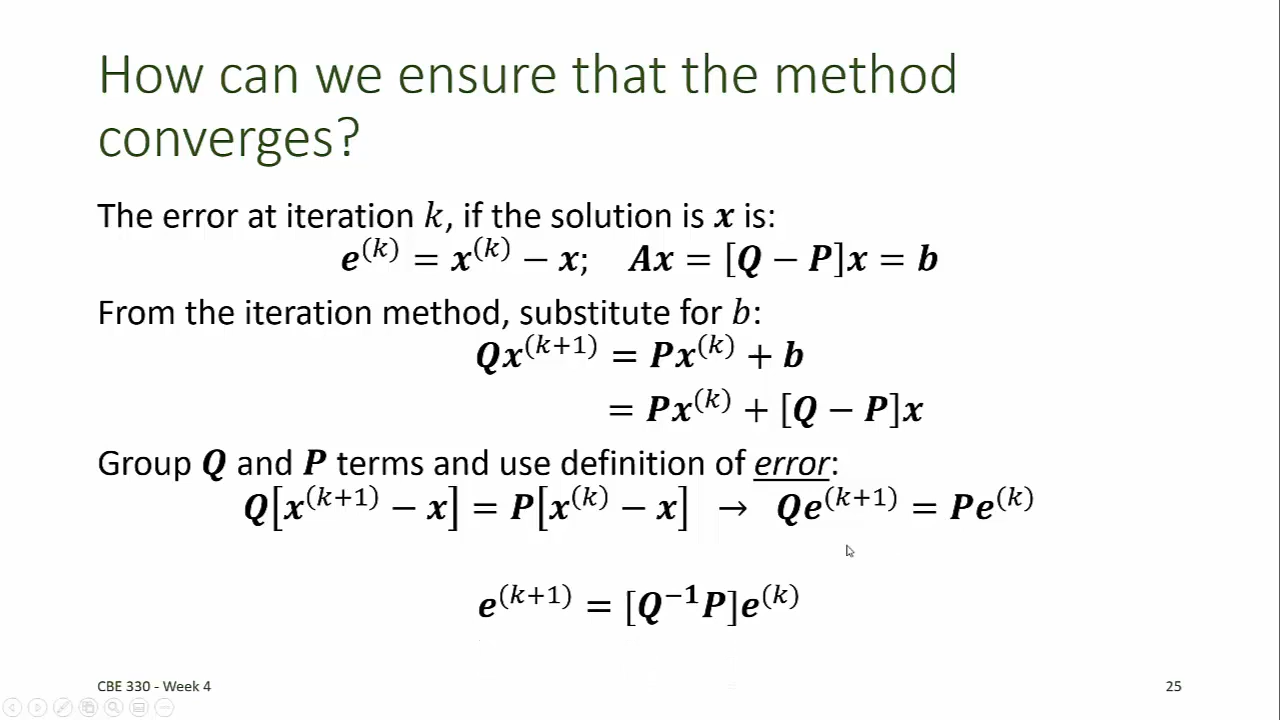 How can we ensure that the method
converges?
The error at iteration 𝑘, if the solution is 𝒙 is:
𝒆^(𝑘) = 𝒙^(𝑘) − 𝒙; 𝑨𝒙 = [𝑸 − 𝑷]𝒙 = 𝒃
From the iteration method, substitute for 𝑏:
𝑸𝒙^(𝑘+1) = 𝑷𝒙^(𝑘) + 𝒃
= 𝑷𝒙^(𝑘) + [𝑸 − 𝑷]𝒙
Group 𝑸 and 𝑷 terms and use definition of error:
𝑸[𝒙^(𝑘+1) − 𝒙] = 𝑷[𝒙^(𝑘) − 𝒙] → 𝑸𝒆^(𝑘+1) = 𝑷𝒆^(𝑘)
𝒆^(𝑘+1) = [𝑸^−𝟏𝑷]𝒆^(𝑘)
CBE 330 - Week 4
25